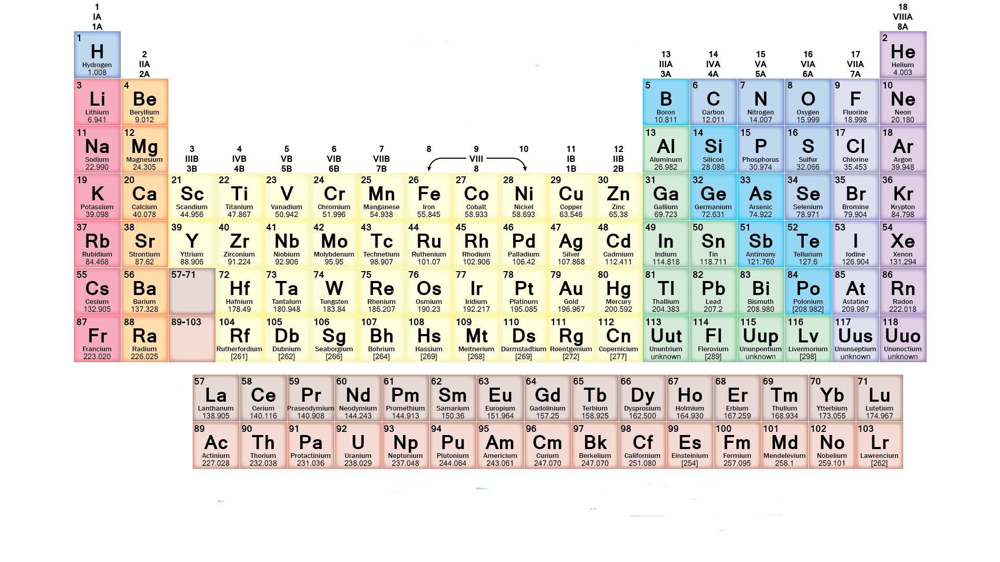 1 18
IA VIIIA
1A 8A
1 2
H He
Hydrogen Helium
1.008 4.003
2 13 14 15 16 17
IIA IIIA IVA VA VIA VIIA
2A 3A 4A 5A 6A 7A
3 4 5 6 7 8 9 10
Li Be B C N O F Ne
Lithium Beryllium Boron Carbon Nitrogen Oxygen Fluorine Neon
6.941 9.012 10.811 12.011 14.007 15.999 18.998 20.180
11 12 13 14 15 16 17 18
Na Mg Al Si P S Cl Ar
Sodium Magnesium Aluminum Silicon Phosphorus Sulfur Chlorine Argon
22.990 24.305 26.982 28.086 30.974 32.066 35.453 39.948
3 4 5 6 7 8 9 10 11 12
IIIB IVB VB VIB VIIB VIII IB IIB
3B 4B 5B 6B 7B 8 1B 2B
19 20 21 22 23 24 25 26 27 28 29 30 31 32 33 34 35 36
K Ca Sc Ti V Cr Mn Fe Co Ni Cu Zn Ga Ge As Se Br Kr
Potassium Calcium Scandium Titanium Vanadium Chromium Manganese Iron Cobalt Nickel Copper Zinc Gallium Germanium Arsenic Selenium Bromine Krypton
39.098 40.078 44.956 47.867 50.942 51.996 54.938 55.845 58.933 58.693 63.546 65.38 69.723 72.631 74.922 78.971 79.904 84.798
37 38 39 40 41 42 43 44 45 46 47 48 49 50 51 52 53 54
Rb Sr Y Zr Nb Mo Tc Ru Rh Pd Ag Cd In Sn Sb Te I Xe
Rubidium Strontium Yttrium Zirconium Niobium Molybdenum Technetium Ruthenium Rhodium Palladium Silver Cadmium Indium Tin Antimony Tellurium Iodine Xenon
84.468 87.62 88.906 91.224 92.906 95.95 98.907 101.07 102.906 106.42 107.868 112.411 114.818 118.711 121.760 127.6 126.904 131.294
55 56 57-71 72 73 74 75 76 77 78 79 80 81 82 83 84 85 86
Cs Ba Hf Ta W Re Os Ir Pt Au Hg Tl Pb Bi Po At Rn
Cesium Barium Hafnium Tantalum Tungsten Rhenium Osmium Iridium Platinum Gold Mercury Thallium Lead Bismuth Polonium Astatine Radon
132.905 137.328 178.49 180.948 183.84 186.207 190.23 192.217 195.085 196.967 200.592 204.383 207.2 208.980 [208.982] 209.987 222.018
87 88 89-103 104 105 106 107 108 109 110 111 112 113 114 115 116 117 118
Fr Ra Rf Db Sg Bh Hs Mt Ds Rg Cn Uut Fl Uup Lv Uus Uuo
Francium Radium Rutherfordium Dubnium Seaborgium Bohrium Hassium Meitnerium Darmstadtium Roentgenium Copernicium Ununtrium Flerovium Ununpentium Livermorium Ununseptium Ununoctium
223.020 226.025 [261] [262] [266] [264] [269] [268] [269] [272] [277] unknown [289] unknown [298] unknown unknown
57 58 59 60 61 62 63 64 65 66 67 68 69 70 71
La Ce Pr Nd Pm Sm Eu Gd Tb Dy Ho Er Tm Yb Lu
Lanthanum Cerium Praseodymium Neodymium Promethium Samarium Europium Gadolinium Terbium Dysprosium Holmium Erbium Thulium Ytterbium Lutetium
138.905 140.116 140.908 144.243 144.913 150.36 151.964 157.25 158.925 162.500 164.930 167.259 168.934 173.055 174.967
89 90 91 92 93 94 95 96 97 98 99 100 101 102 103
Ac Th Pa U Np Pu Am Cm Bk Cf Es Fm Md No Lr
Actinium Thorium Protactinium Uranium Neptunium Plutonium Americium Curium Berkelium Californium Einsteinium Fermium Mendelevium Nobelium Lawrencium
227.028 232.038 231.036 238.029 237.048 244.064 243.061 247.070 247.070 251.080 [254] 257.095 258.1 259.101 [262]